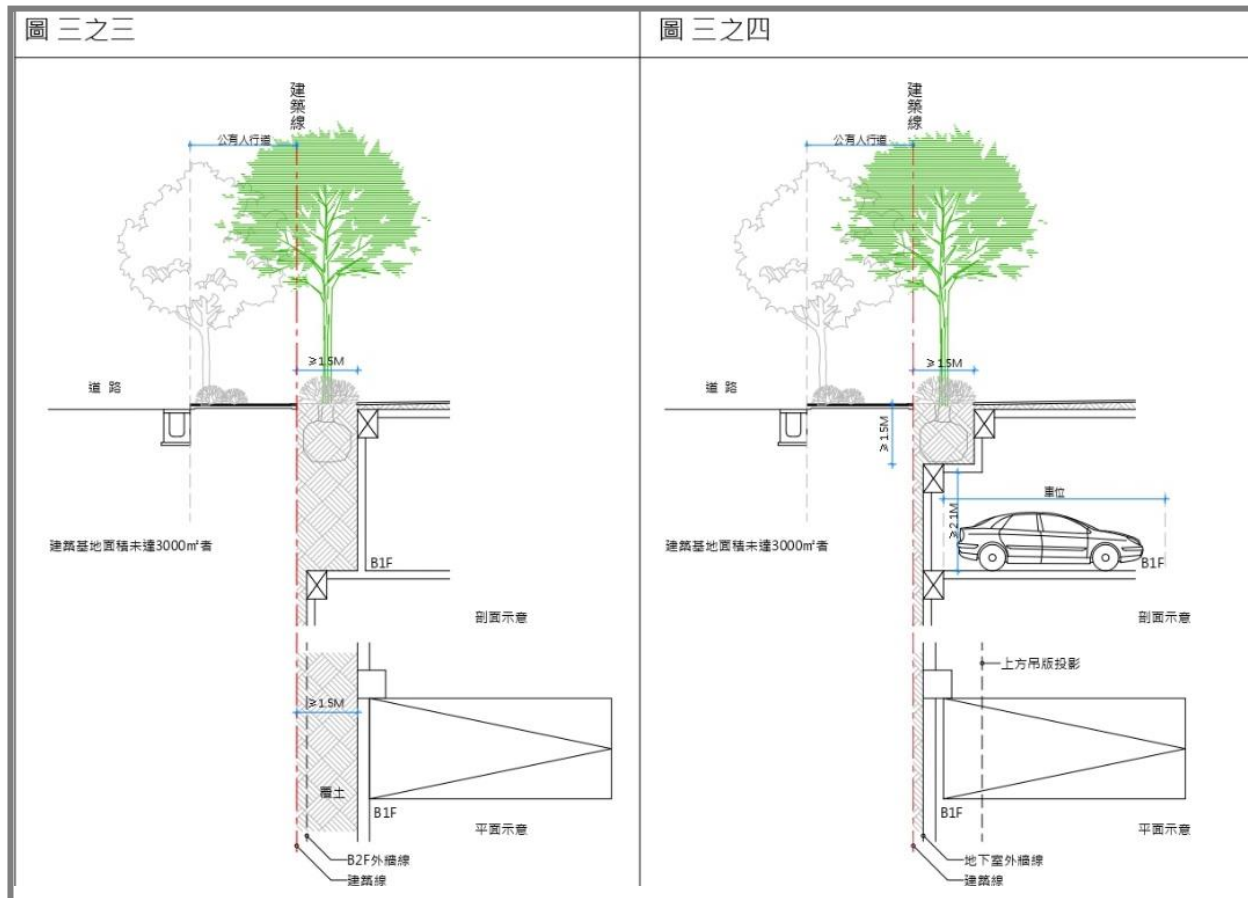 圖 三之三
建築線
公有人行道
≥1.5M
道 路
建築基地面積未達3000㎡者
B1F
剖面示意
≥1.5M
覆土
B1F
平面示意
B2F外牆線
建築線
圖 三之四
建築線
公有人行道
≥1.5M
道 路
≥1.5M
車位
≥2.1M
建築基地面積未達3000㎡者
B1F
剖面示意
上方吊版投影
B1F
平面示意
地下室外牆線
建築線